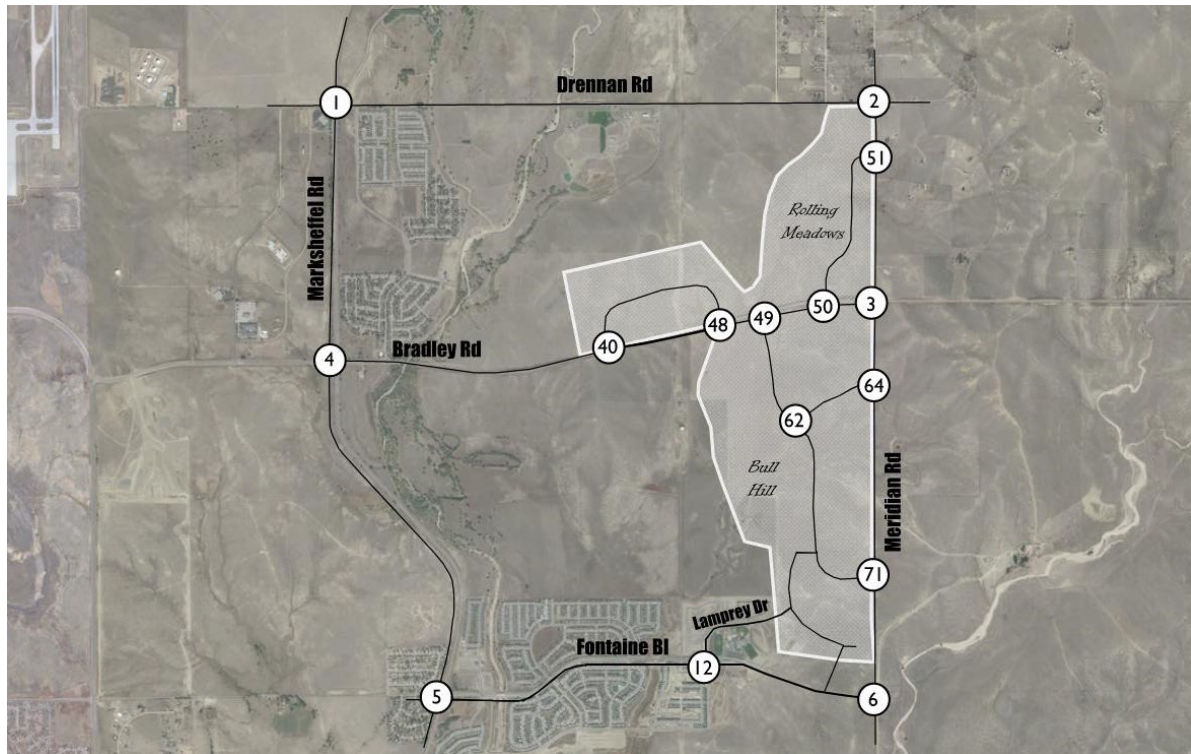 Drennan Rd
1
2
51
Rolling
Meadows
Marksheffel Rd
3
50
49
48
40
Bradley Rd
4
64
62
Bull
Hill
Meridian Rd
71
Lamprey Dr
Fontaine Bl
12
5
6